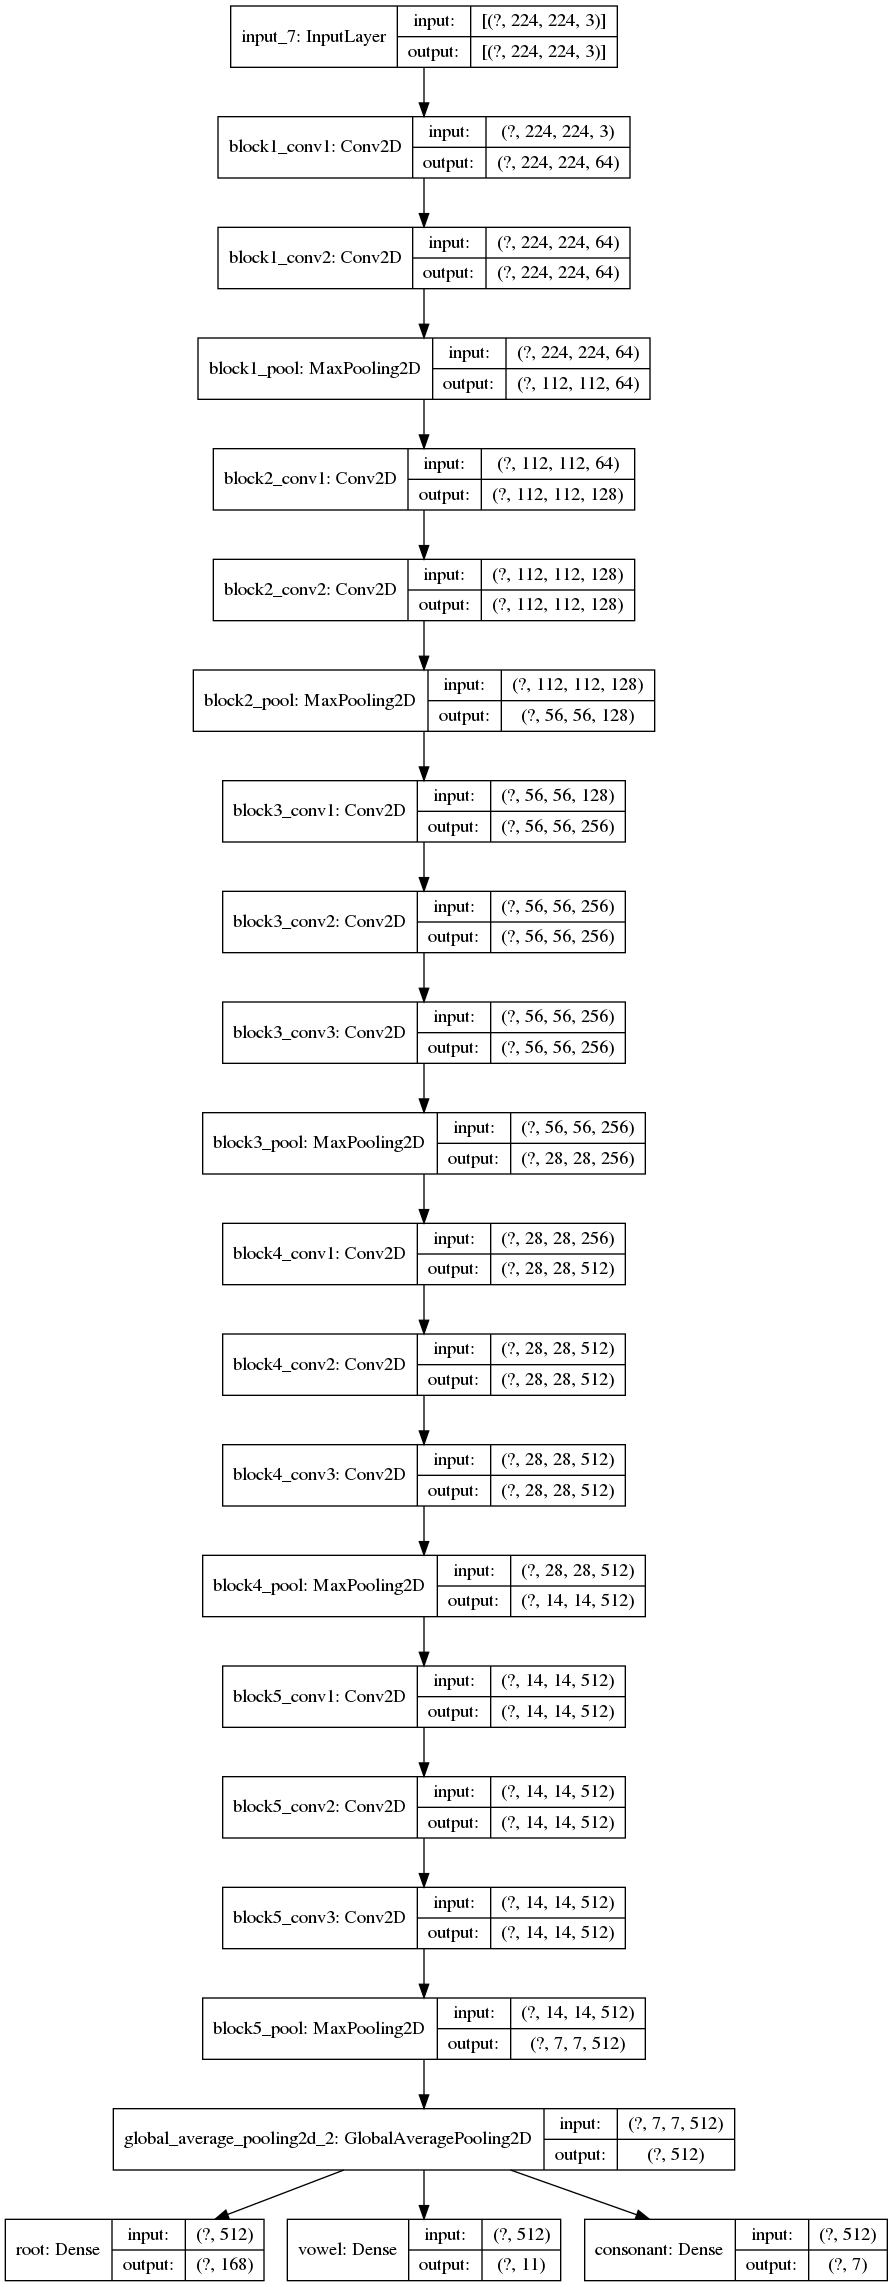 input_7: InputLayer
input: [(?, 224, 224, 3)]
output: [(?, 224, 224, 3)]
block1_conv1: Conv2D
input: (?, 224, 224, 3)
output: (?, 224, 224, 64)
block1_conv2: Conv2D
input: (?, 224, 224, 64)
output: (?, 224, 224, 64)
block1_pool: MaxPooling2D
input: (?, 224, 224, 64)
output: (?, 112, 112, 64)
block2_conv1: Conv2D
input: (?, 112, 112, 64)
output: (?, 112, 112, 128)
block2_conv2: Conv2D
input: (?, 112, 112, 128)
output: (?, 112, 112, 128)
block2_pool: MaxPooling2D
input: (?, 112, 112, 128)
output: (?, 56, 56, 128)
block3_conv1: Conv2D
input: (?, 56, 56, 128)
output: (?, 56, 56, 256)
block3_conv2: Conv2D
input: (?, 56, 56, 256)
output: (?, 56, 56, 256)
block3_conv3: Conv2D
input: (?, 56, 56, 256)
output: (?, 56, 56, 256)
block3_pool: MaxPooling2D
input: (?, 56, 56, 256)
output: (?, 28, 28, 256)
block4_conv1: Conv2D
input: (?, 28, 28, 256)
output: (?, 28, 28, 512)
block4_conv2: Conv2D
input: (?, 28, 28, 512)
output: (?, 28, 28, 512)
block4_conv3: Conv2D
input: (?, 28, 28, 512)
output: (?, 28, 28, 512)
block4_pool: MaxPooling2D
input: (?, 28, 28, 512)
output: (?, 14, 14, 512)
block5_conv1: Conv2D
input: (?, 14, 14, 512)
output: (?, 14, 14, 512)
block5_conv2: Conv2D
input: (?, 14, 14, 512)
output: (?, 14, 14, 512)
block5_conv3: Conv2D
input: (?, 14, 14, 512)
output: (?, 14, 14, 512)
block5_pool: MaxPooling2D
input: (?, 14, 14, 512)
output: (?, 7, 7, 512)
global_average_pooling2d_2: GlobalAveragePooling2D
input: (?, 7, 7, 512)
output: (?, 512)
root: Dense
input: (?, 512)
output: (?, 168)
vowel: Dense
input: (?, 512)
output: (?, 11)
consonant: Dense
input: (?, 512)
output: (?, 7)